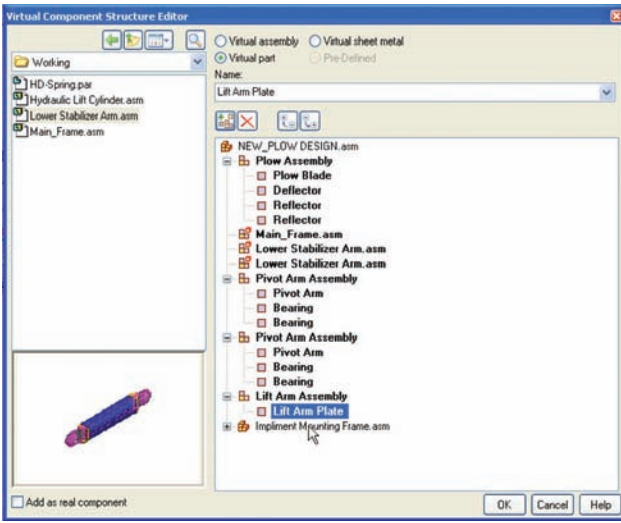 Virtual Component Structure Editor
Working
HD-Spring.par
Hydraulic Lift Cylinder.asm
Lower Stabilizer Arm.asm
Main_Frame.asm
Add as real component
Virtual assembly
Virtual sheet metal
Virtual part
Pre-Defined
Name:
Lift Arm Plate
NEW_PLOW DESIGN.asm
Plow Assembly
Plow Blade
Deflector
Reflector
Reflector
Main_Frame.asm
Lower Stabilizer Arm.asm
Lower Stabilizer Arm.asm
Pivot Arm Assembly
Pivot Arm
Bearing
Bearing
Pivot Arm Assembly
Pivot Arm
Bearing
Bearing
Lift Arm Assembly
Lift Arm Plate
Impliment Mounting Frame.asm
OK
Cancel
Help